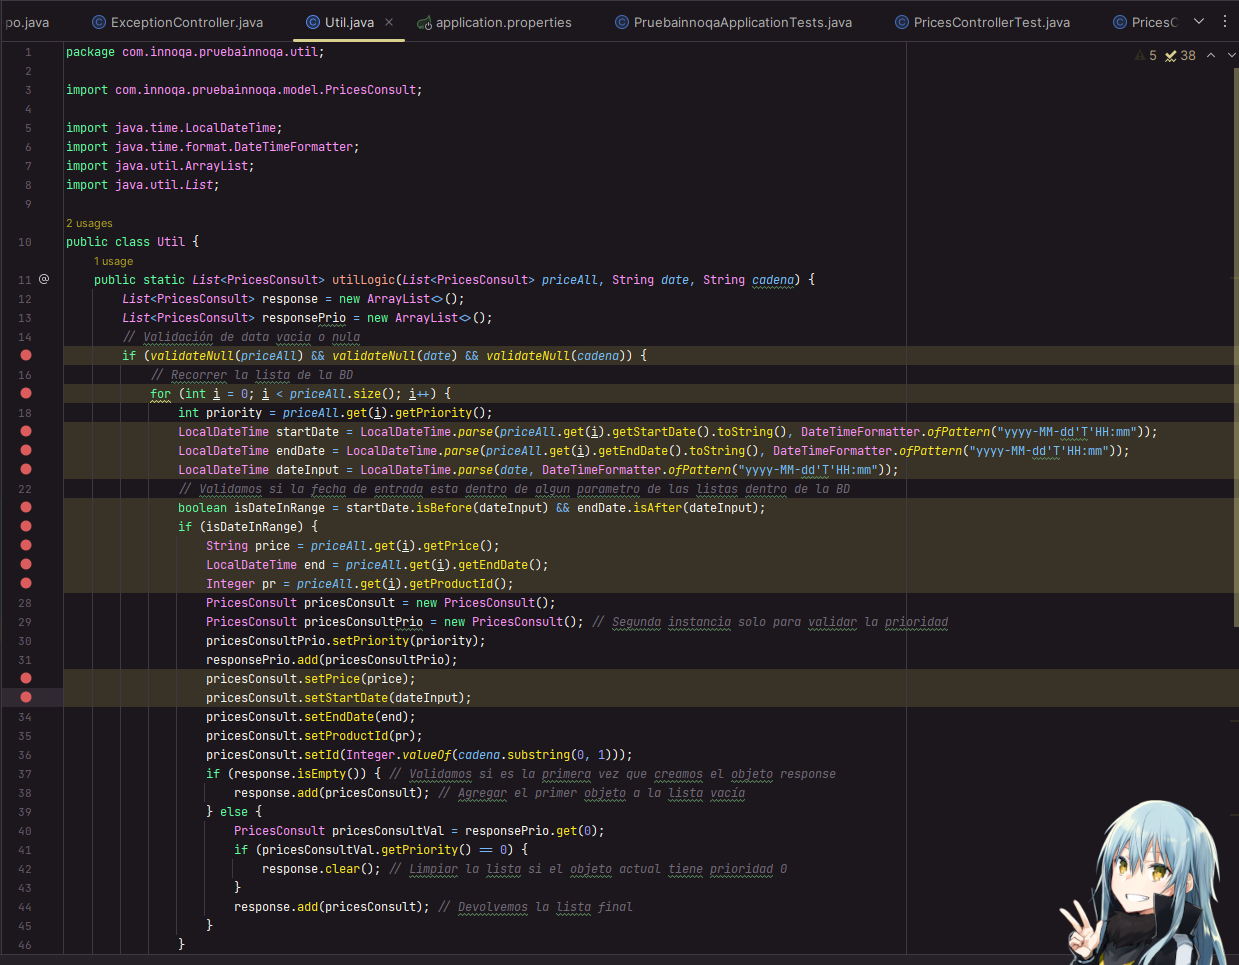 po.java ExceptionController.java Util.java application.properties PruebainnoqaApplicationTests.java PricesControllerTest.java PricesC
5 38
1 package com.innoqa.pruebainnoqa.util;
2
3 import com.innoqa.pruebainnoqa.model.PricesConsult;
4
5 import java.time.LocalDateTime;
6 import java.time.format.DateTimeFormatter;
7 import java.util.ArrayList;
8 import java.util.List;
9
2 usages
10 public class Util {
1 usage
11 @ public static List<PricesConsult> utilLogic(List<PricesConsult> priceAll, String date, String cadena) {
12 List<PricesConsult> response = new ArrayList<>();
13 List<PricesConsult> responsePrio = new ArrayList<>();
14 // Validación de data vacia o nula
if (validateNull(priceAll) && validateNull(date) && validateNull(cadena)) {
16 // Recorrer la lista de la BD
for (int i = 0; i < priceAll.size(); i++) {
18 int priority = priceAll.get(i).getPriority();
LocalDateTime startDate = LocalDateTime.parse(priceAll.get(i).getStartDate().toString(), DateTimeFormatter.ofPattern("yyyy-MM-dd'T'HH:mm"));
LocalDateTime endDate = LocalDateTime.parse(priceAll.get(i).getEndDate().toString(), DateTimeFormatter.ofPattern("yyyy-MM-dd'T'HH:mm"));
LocalDateTime dateInput = LocalDateTime.parse(date, DateTimeFormatter.ofPattern("yyyy-MM-dd'T'HH:mm"));
22 // Validamos si la fecha de entrada esta dentro de algun parametro de las listas dentro de la BD
boolean isDateInRange = startDate.isBefore(dateInput) && endDate.isAfter(dateInput);
if (isDateInRange) {
String price = priceAll.get(i).getPrice();
LocalDateTime end = priceAll.get(i).getEndDate();
Integer pr = priceAll.get(i).getProductId();
28 PricesConsult pricesConsult = new PricesConsult();
29 PricesConsult pricesConsultPrio = new PricesConsult(); // Segunda instancia solo para validar la prioridad
30 pricesConsultPrio.setPriority(priority);
31 responsePrio.add(pricesConsultPrio);
pricesConsult.setPrice(price);
pricesConsult.setStartDate(dateInput);
34 pricesConsult.setEndDate(end);
35 pricesConsult.setProductId(pr);
36 pricesConsult.setId(Integer.valueOf(cadena.substring(0, 1)));
37 if (response.isEmpty()) { // Validamos si es la primera vez que creamos el objeto response
38 response.add(pricesConsult); // Agregar el primer objeto a la lista vacía
39 } else {
40 PricesConsult pricesConsultVal = responsePrio.get(0);
41 if (pricesConsultVal.getPriority() == 0) {
42 response.clear(); // Limpiar la lista si el objeto actual tiene prioridad 0
43 }
44 response.add(pricesConsult); // Devolvemos la lista final
45 }
46 }